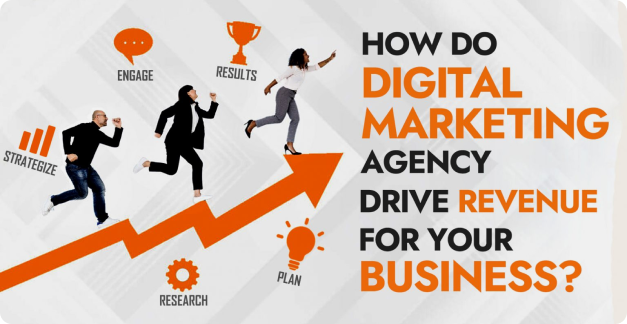 ENGAGE
RESULTS
STRATEGIZE
RESEARCH
PLAN
HOW DO
DIGITAL
MARKETING
AGENCY
DRIVE REVENUE
FOR YOUR
BUSINESS?